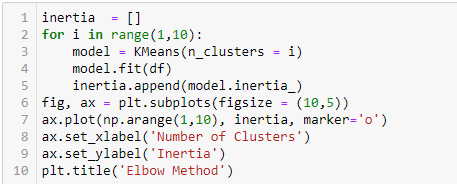 1 inertia  = []
2 for i in range(1,10):
3     model = KMeans(n_clusters = i)
4     model.fit(df)
5     inertia.append(model.inertia_)
6 fig, ax = plt.subplots(figsize = (10,5))
7 ax.plot(np.arange(1,10), inertia, marker='o')
8 ax.set_xlabel('Number of Clusters')
9 ax.set_ylabel('Inertia')
10 plt.title('Elbow Method')